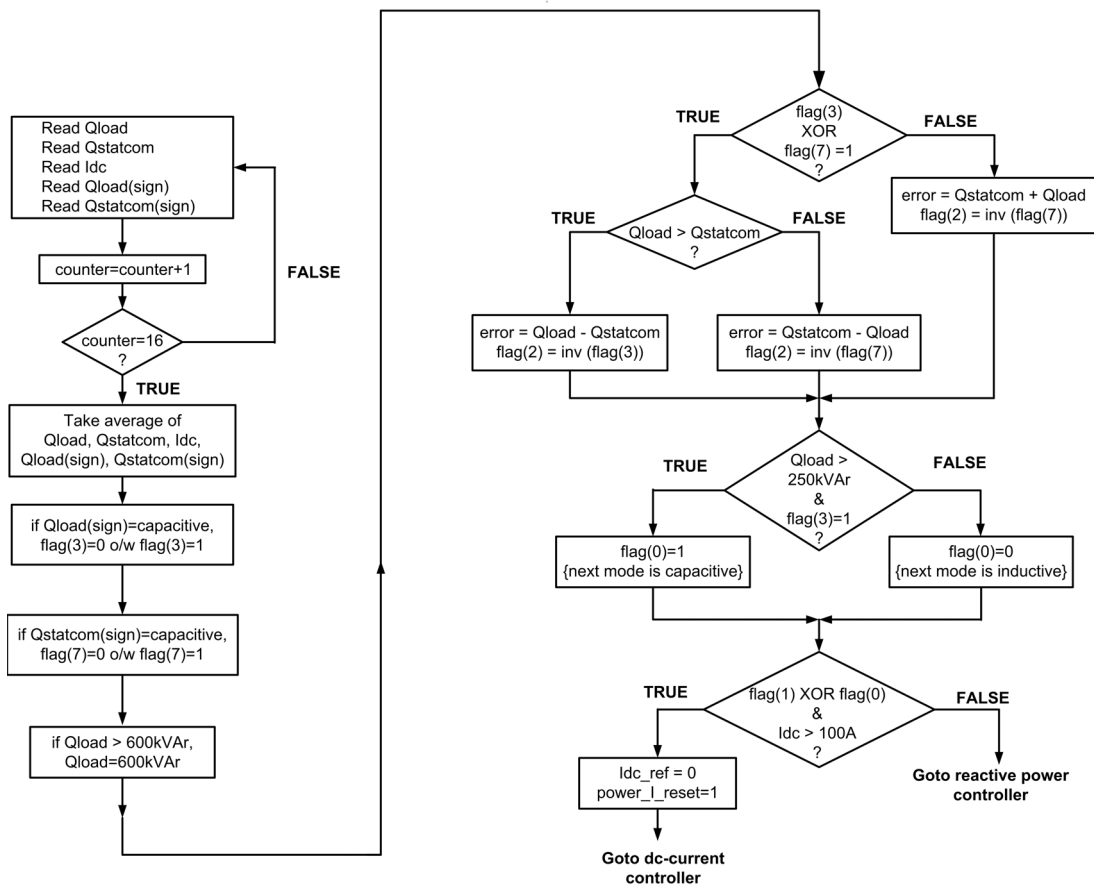 Read Qload
Read Qstatcom
Read Idc
Read Qload(sign)
Read Qstatcom(sign)
counter=counter+1
FALSE
counter=16
?
TRUE
Take average of
Qload, Qstatcom, Idc,
Qload(sign), Qstatcom(sign)
if Qload(sign)=capacitive,
flag(3)=0 o/w flag(3)=1
if Qstatcom(sign)=capacitive,
flag(7)=0 o/w flag(7)=1
if Qload > 600kVAr,
Qload=600kVAr
flag(3)
XOR
flag(7) =1
?
TRUE
FALSE
error = Qstatcom + Qload
flag(2) = inv (flag(7))
Qload > Qstatcom
?
TRUE
FALSE
error = Qload - Qstatcom
flag(2) = inv (flag(3))
error = Qstatcom - Qload
flag(2) = inv (flag(7))
Qload >
250kVAr
&
flag(3)=1
?
TRUE
FALSE
flag(0)=1
{next mode is capacitive}
flag(0)=0
{next mode is inductive}
flag(1) XOR flag(0)
&
Idc > 100A
?
TRUE
FALSE
Idc_ref = 0
power_I_reset=1
Goto reactive power
controller
Goto dc-current
controller